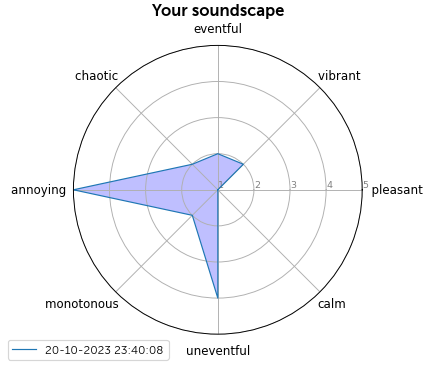 Your soundscape
eventful
chaotic
vibrant
annoying
1
2
3
4
5
pleasant
monotonous
calm
uneventful
20-10-2023 23:40:08